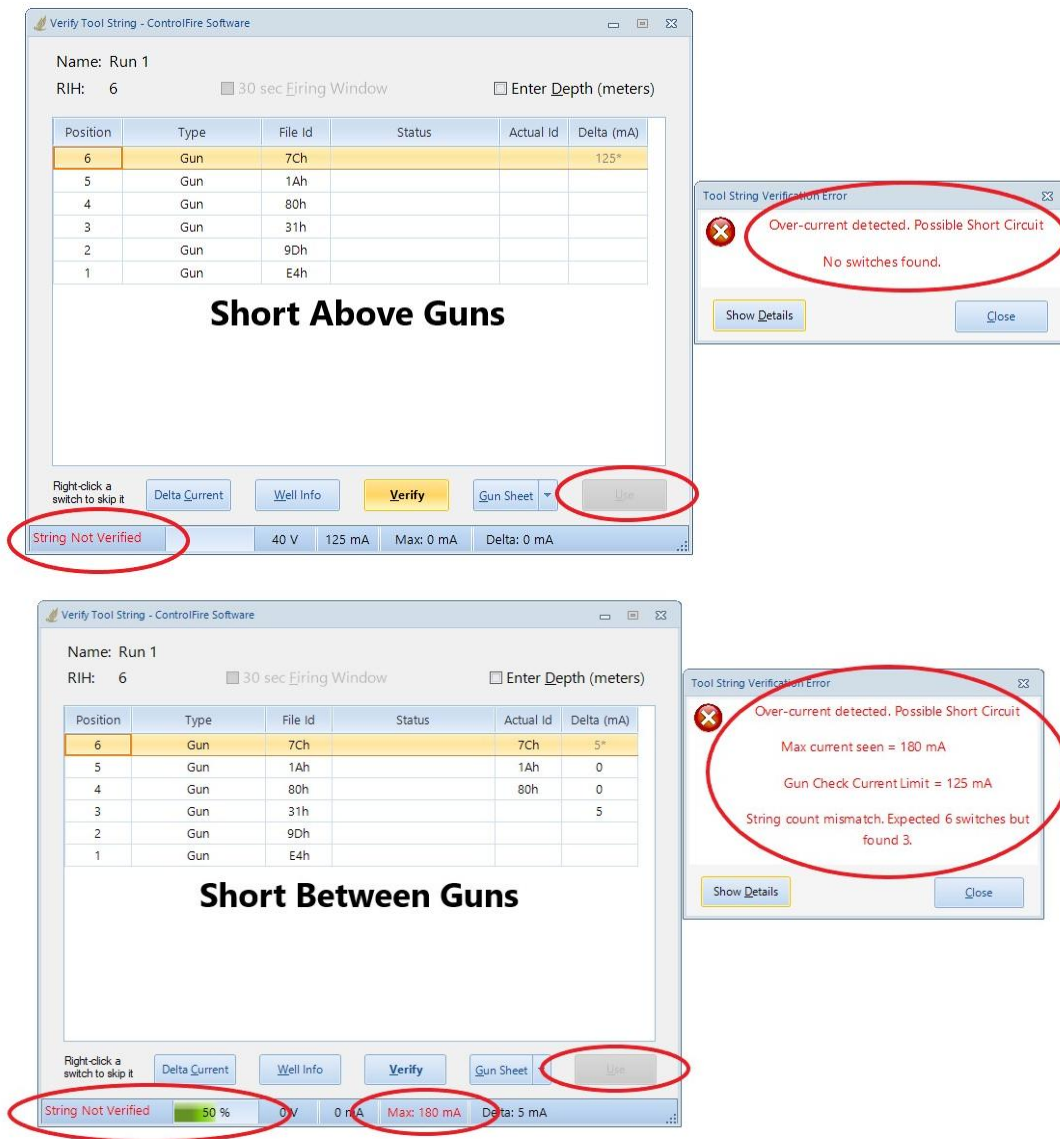 Verify Tool String - ControlFire Software
Name: Run 1
RIH: 6 30 sec Firing Window Enter Depth (meters)
Position Type File Id Status Actual Id Delta (mA)
6 Gun 7Ch 125*
5 Gun 1Ah
4 Gun 80h
3 Gun 31h
2 Gun 9Dh
1 Gun E4h
Short Above Guns
Right-click a
switch to skip it
Delta Current Well Info Verify Gun Sheet Use
String Not Verified 40 V 125 mA Max: 0 mA Delta: 0 mA
Tool String Verification Error
Over-current detected. Possible Short Circuit
No switches found.
Show Details Close
Verify Tool String - ControlFire Software
Name: Run 1
RIH: 6 30 sec Firing Window Enter Depth (meters)
Position Type File Id Status Actual Id Delta (mA)
6 Gun 7Ch 7Ch 5*
5 Gun 1Ah 1Ah 0
4 Gun 80h 80h 0
3 Gun 31h 5
2 Gun 9Dh
1 Gun E4h
Short Between Guns
Right-click a
switch to skip it
Delta Current Well Info Verify Gun Sheet Use
String Not Verified 50 % 0 V 0 mA Max: 180 mA Delta: 5 mA
Tool String Verification Error
Over-current detected. Possible Short Circuit
Max current seen = 180 mA
Gun Check Current Limit = 125 mA
String count mismatch. Expected 6 switches but
found 3.
Show Details Close